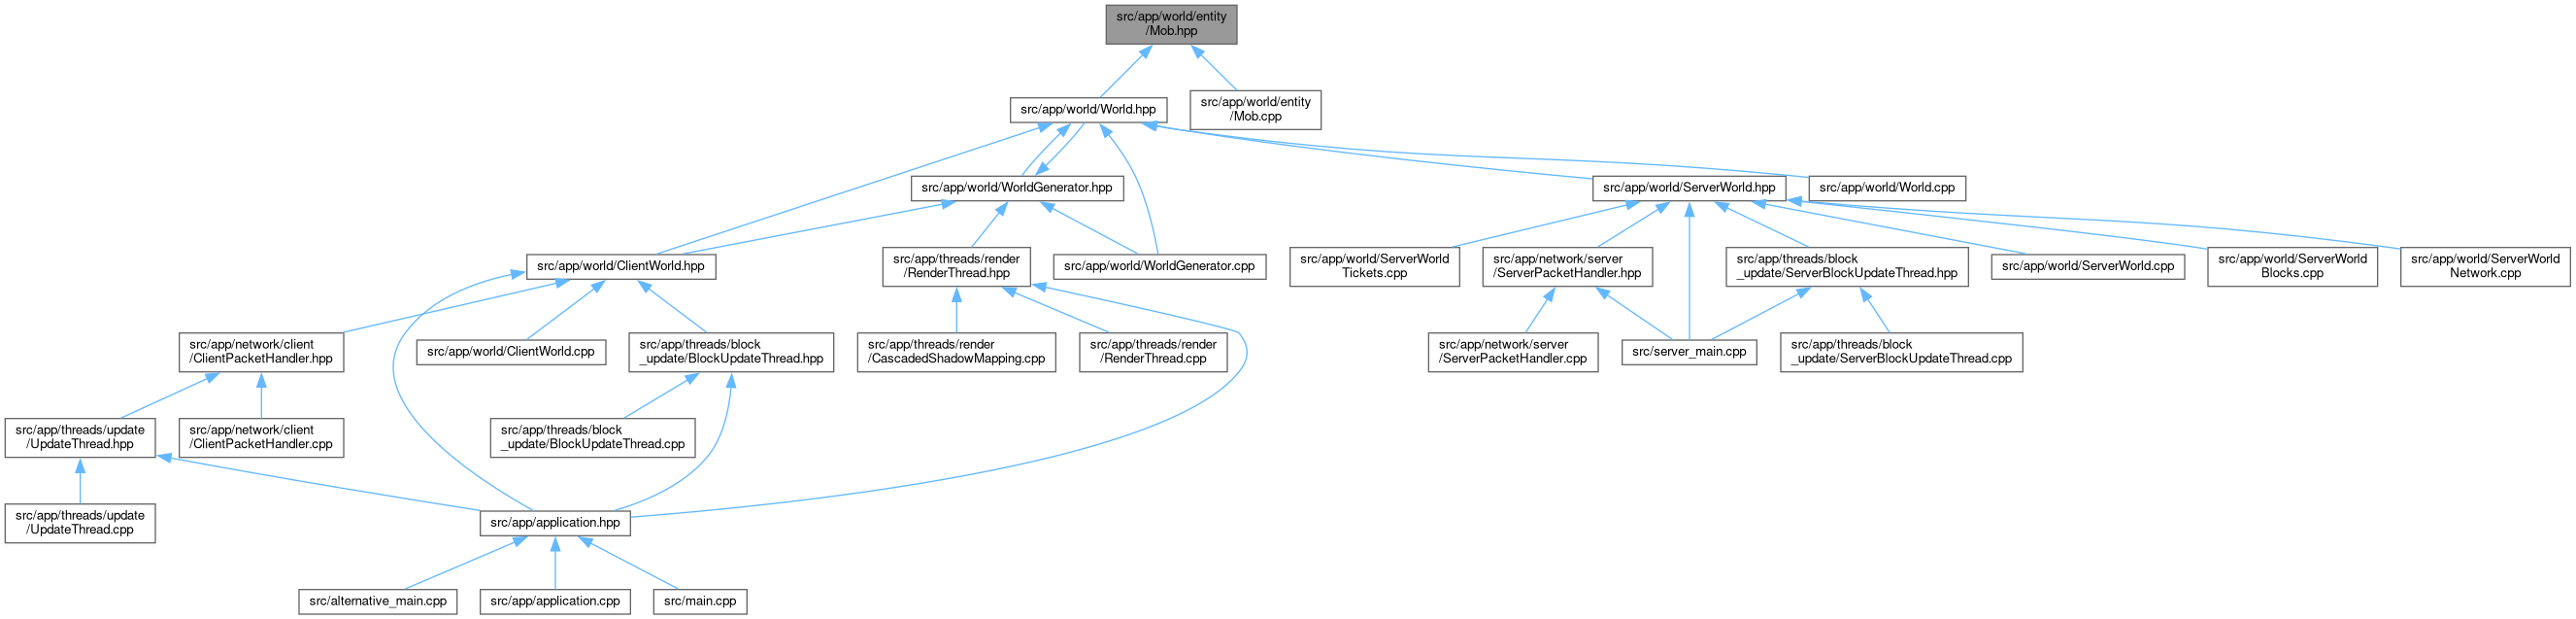 src/app/world/entity
/Mob.hpp
src/app/world/World.hpp
src/app/world/entity
/Mob.cpp
src/app/world/WorldGenerator.hpp
src/app/world/ServerWorld.hpp
src/app/world/World.cpp
src/app/world/ClientWorld.hpp
src/app/threads/render
/RenderThread.hpp
src/app/world/WorldGenerator.cpp
src/app/world/ServerWorld
Tickets.cpp
src/app/network/server
/ServerPacketHandler.hpp
src/app/threads/block
_update/ServerBlockUpdateThread.hpp
src/app/world/ServerWorld.cpp
src/app/world/ServerWorld
Blocks.cpp
src/app/world/ServerWorld
Network.cpp
src/app/network/client
/ClientPacketHandler.hpp
src/app/world/ClientWorld.cpp
src/app/threads/block
_update/BlockUpdateThread.hpp
src/app/threads/render
/CascadedShadowMapping.cpp
src/app/threads/render
/RenderThread.cpp
src/app/network/server
/ServerPacketHandler.cpp
src/server_main.cpp
src/app/threads/block
_update/ServerBlockUpdateThread.cpp
src/app/threads/update
/UpdateThread.hpp
src/app/network/client
/ClientPacketHandler.cpp
src/app/threads/block
_update/BlockUpdateThread.cpp
src/app/threads/update
/UpdateThread.cpp
src/app/application.hpp
src/alternative_main.cpp
src/app/application.cpp
src/main.cpp